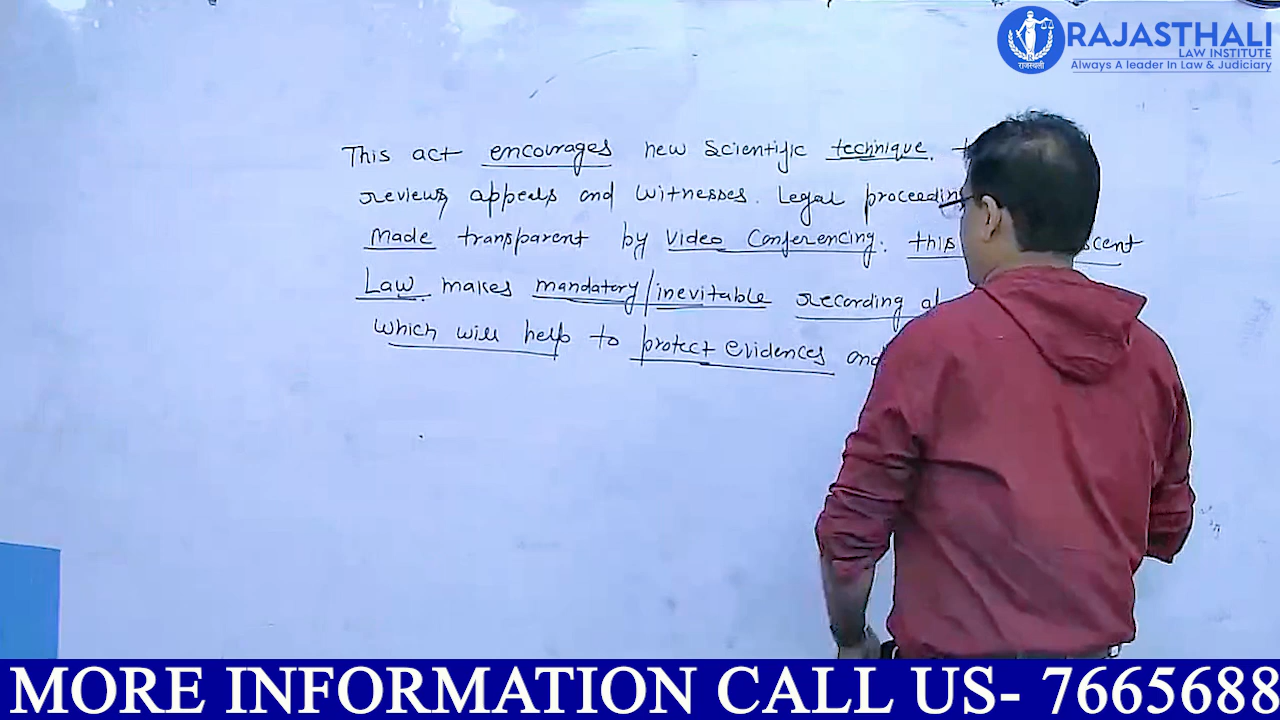 RAJASTHALI
LAW INSTITUTE
Always A leader In Law & Judiciary
राजस्थली
This act encourages new scientific technique.
reviews, appeals and witnesses. Legal
made transparent by video conferencing. this
Law. makes mandatory/inevitable recording
which will help to protect evidences and
MORE INFORMATION CALL US- 7665688